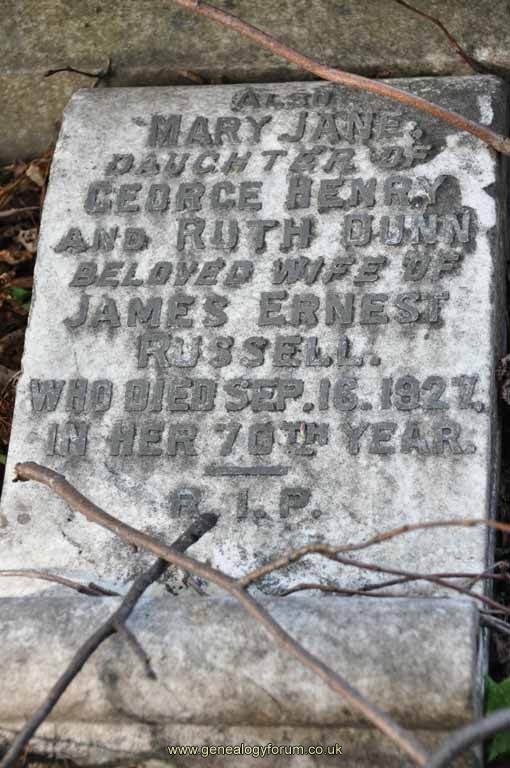 ALSO
MARY JANE,
DAUGHTER OF
GEORGE HENRY
AND RUTH DUNN
BELOVED WIFE OF
JAMES ERNEST
RUSSELL.
WHO DIED SEP. 16. 1927,
IN HER 70TH YEAR.
R.I.P.
www.genealogyforum.co.uk